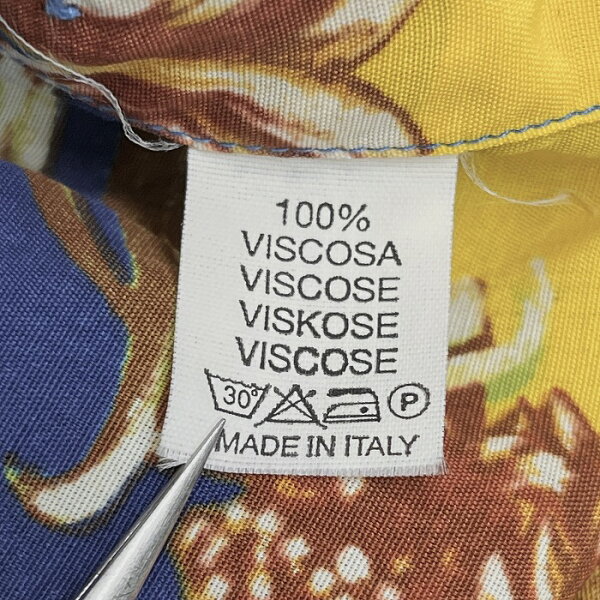 100%
VISCOSA
VISCOSE
VISKOSE
VISCOSE
30° P
MADE IN ITALY